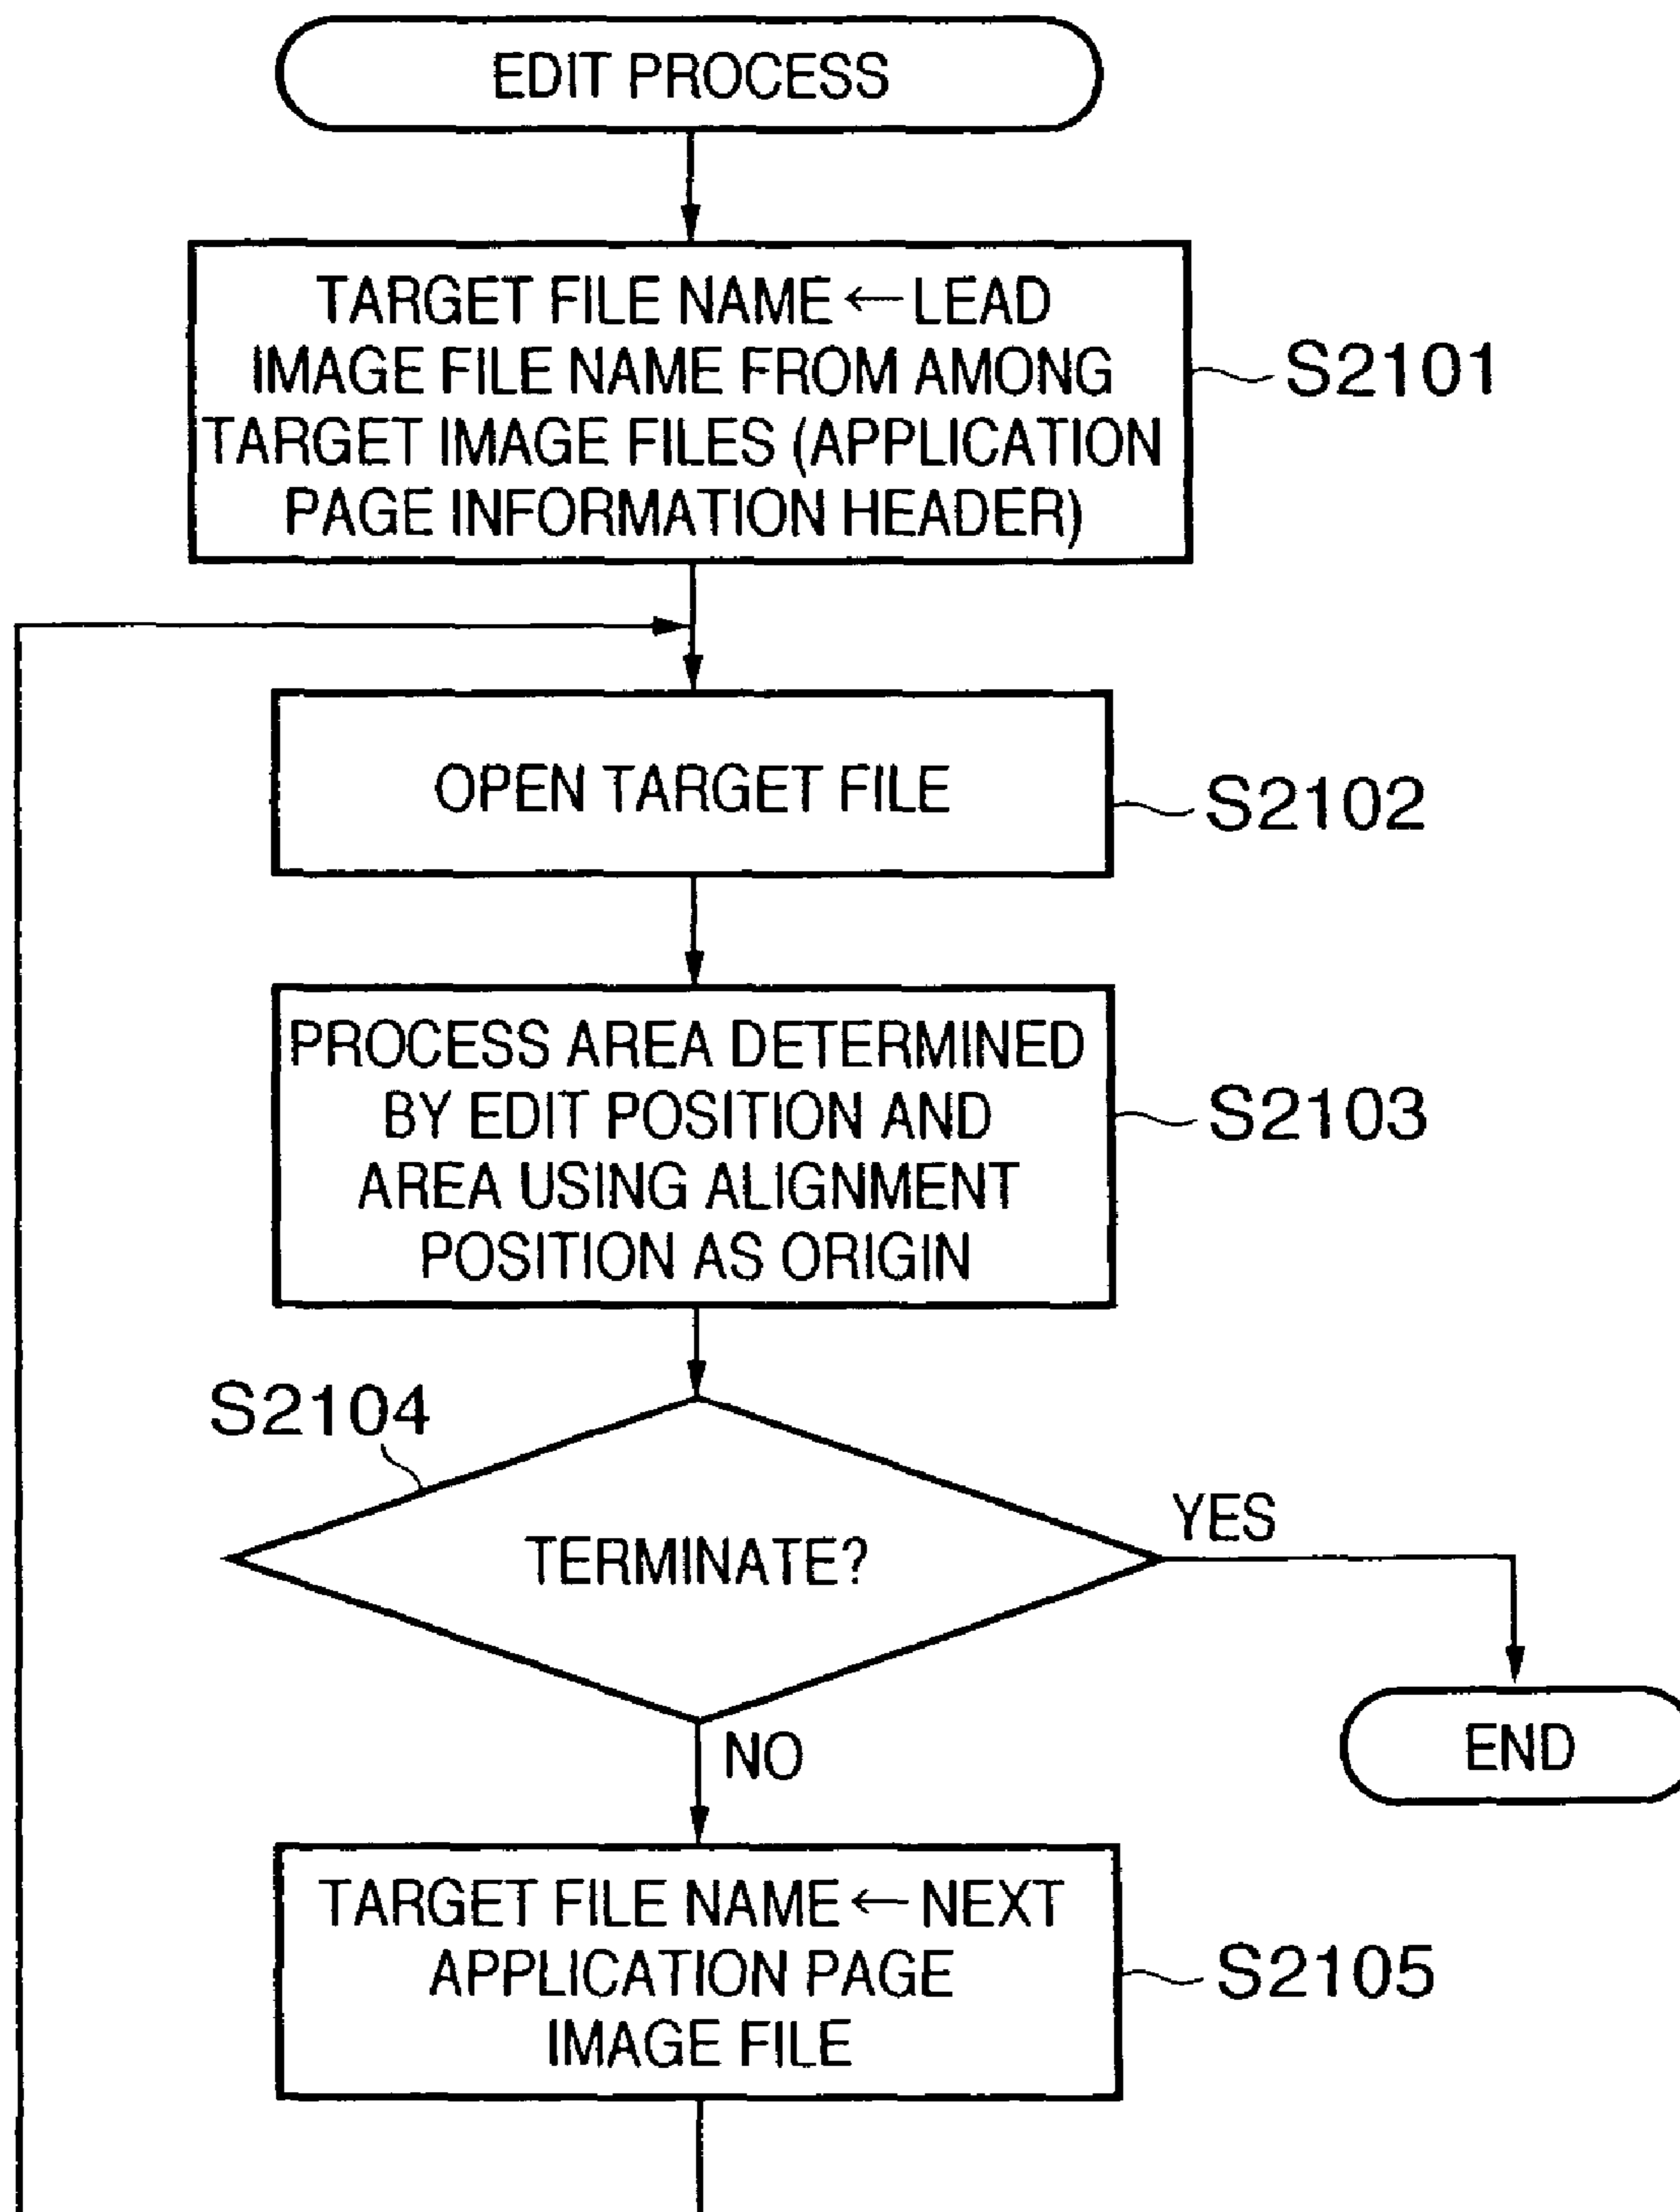 EDIT PROCESS
TARGET FILE NAME ← LEAD
IMAGE FILE NAME FROM AMONG
TARGET IMAGE FILES (APPLICATION
PAGE INFORMATION HEADER)
S2101
OPEN TARGET FILE
S2102
PROCESS AREA DETERMINED
BY EDIT POSITION AND
AREA USING ALIGNMENT
POSITION AS ORIGIN
S2103
S2104
TERMINATE?
YES
END
NO
TARGET FILE NAME ← NEXT
APPLICATION PAGE
IMAGE FILE
S2105